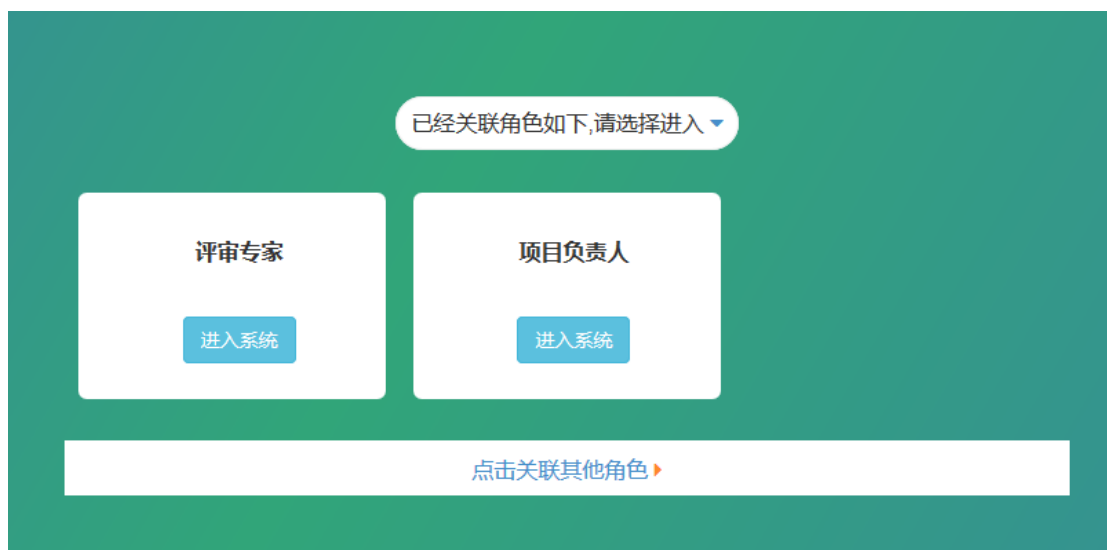 已经关联角色如下,请选择进入
评审专家
项目负责人
进入系统
进入系统
点击关联其他角色